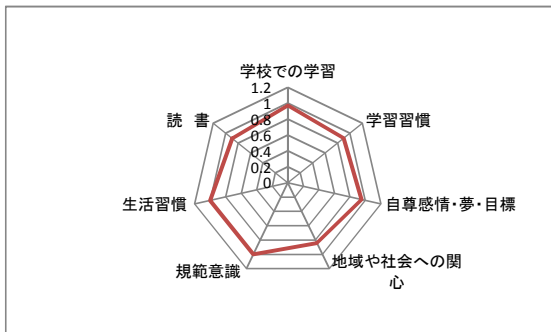 学校での学習
1.2
1
0.8
0.6
0.4
0.2
0
学習習慣
自尊感情・夢・目標
地域や社会への関
心
規範意識
生活習慣
読 書